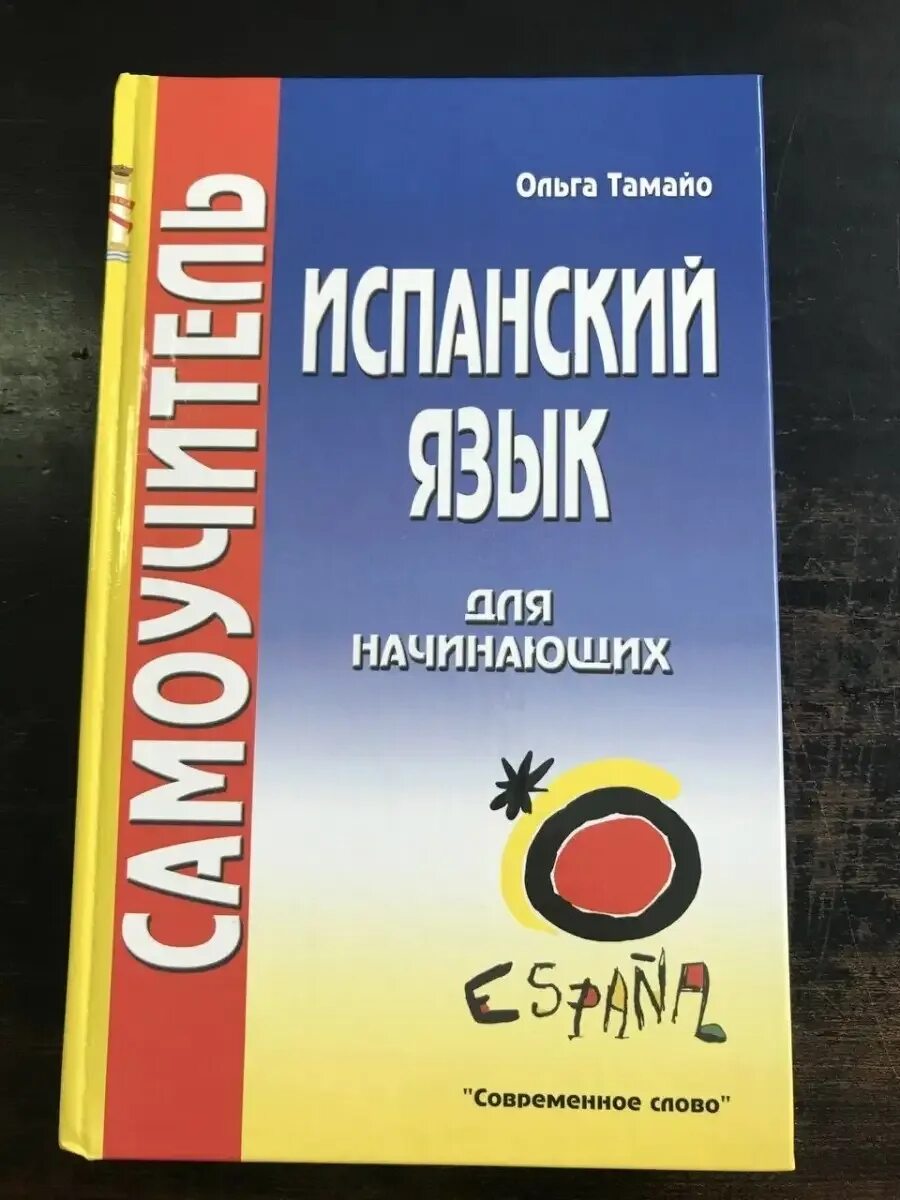 САМОУЧИТЕЛЬ
Ольга Тамайо
ИСПАНСКИЙ
ЯЗЫК
ДЛЯ
НАЧИНАЮЩИХ
ESPAÑA
"Современное слово"